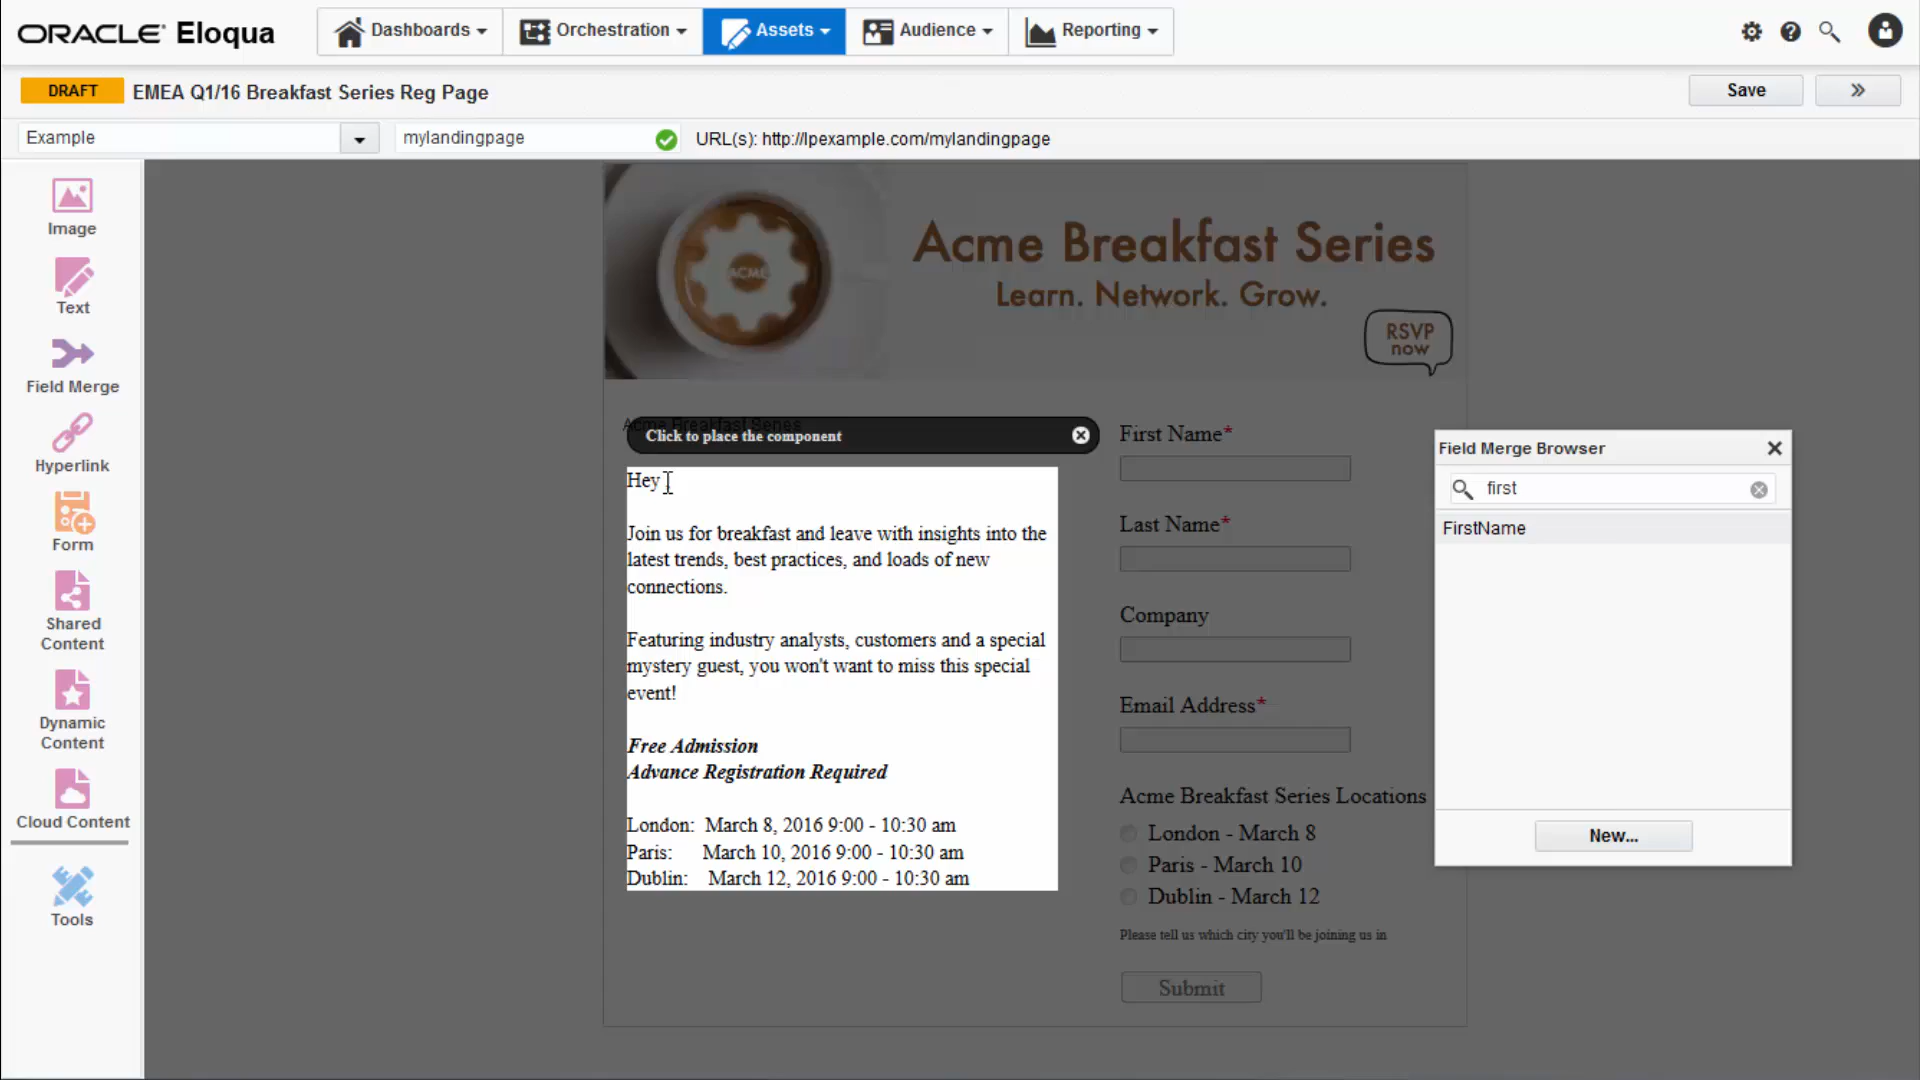 ORACLE Eloqua
Dashboards
Orchestration
Assets
Audience
Reporting
DRAFT
EMEA Q1/16 Breakfast Series Reg Page
Save
Example
mylandingpage
URL(s): http://lpexample.com/mylandingpage
Image
Text
Field Merge
Hyperlink
Form
Shared
Content
Dynamic
Content
Cloud Content
Tools
ACME
Acme Breakfast Series
Learn. Network. Grow.
RSVP
now
Acme Breakfast Series
Click to place the component
Hey
Join us for breakfast and leave with insights into the
latest trends, best practices, and loads of new
connections.
Featuring industry analysts, customers and a special
mystery guest, you won't want to miss this special
event!
Free Admission
Advance Registration Required
London: March 8, 2016 9:00 - 10:30 am
Paris: March 10, 2016 9:00 - 10:30 am
Dublin: March 12, 2016 9:00 - 10:30 am
First Name*
Last Name*
Company
Email Address*
Acme Breakfast Series Locations
London - March 8
Paris - March 10
Dublin - March 12
Please tell us which city you'll be joining us in
Submit
Field Merge Browser
first
FirstName
New...